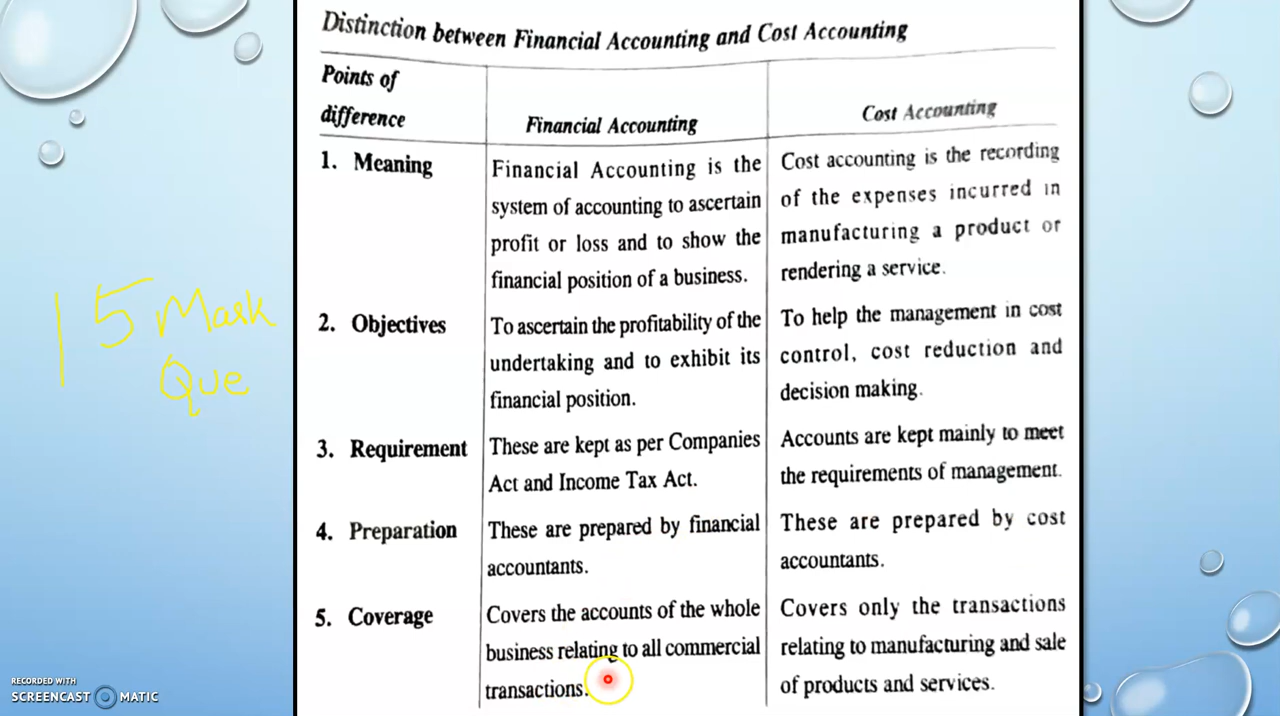 Distinction between Financial Accounting and Cost Accounting
Points of difference
Financial Accounting
Cost Accounting
1. Meaning
Financial Accounting is the
system of accounting to ascertain
profit or loss and to show the
financial position of a business.
Cost accounting is the recording
of the expenses incurred in
manufacturing a product or
rendering a service.
2. Objectives
To ascertain the profitability of the
undertaking and to exhibit its
financial position.
To help the management in cost
control, cost reduction and
decision making.
3. Requirement
These are kept as per Companies
Act and Income Tax Act.
Accounts are kept mainly to meet
the requirements of management.
4. Preparation
These are prepared by financial
accountants.
These are prepared by cost
accountants.
5. Coverage
Covers the accounts of the whole
business relating to all commercial
transactions.
Covers only the transactions
relating to manufacturing and sale
of products and services.
15 Mark
Que
RECORDED WITH
SCREENCAST MATIC